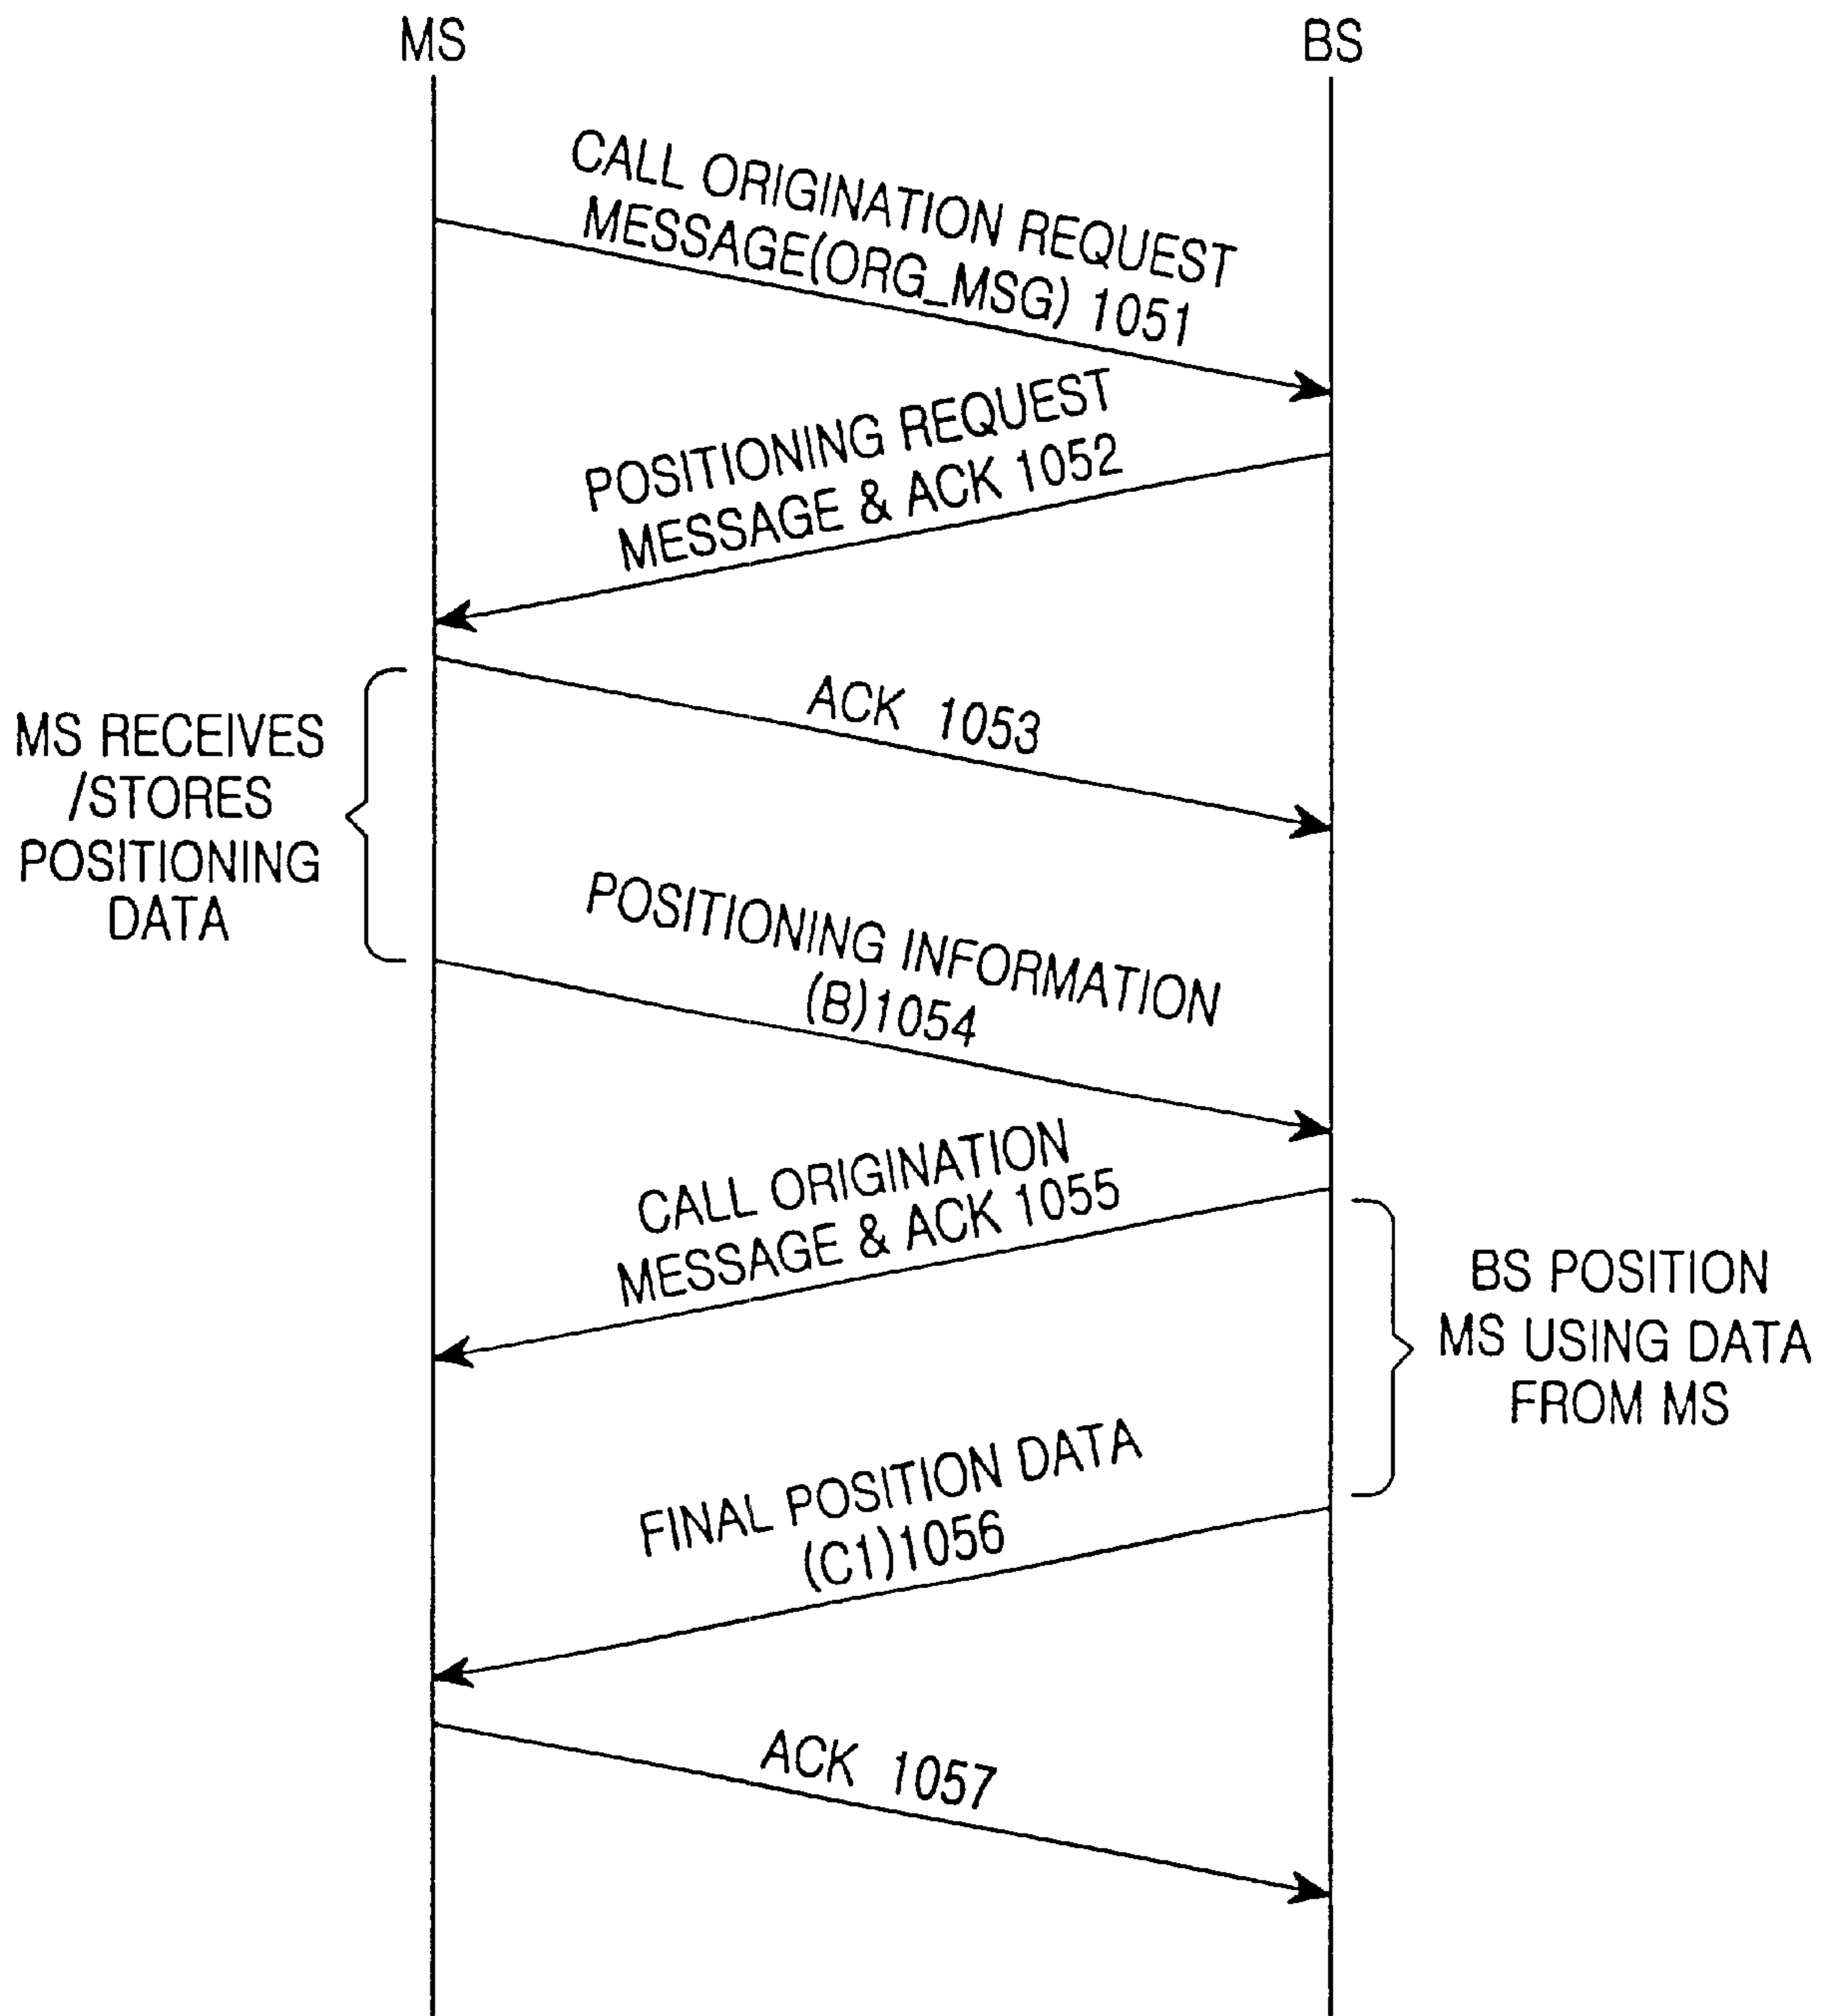 MS
BS
CALL ORIGINATION REQUEST
MESSAGE(ORG_MSG) 1051
POSITIONING REQUEST
MESSAGE & ACK 1052
ACK 1053
MS RECEIVES
/STORES
POSITIONING
DATA
POSITIONING INFORMATION
(B)1054
CALL ORIGINATION
MESSAGE & ACK 1055
BS POSITION
MS USING DATA
FROM MS
FINAL POSITION DATA
(C1)1056
ACK 1057